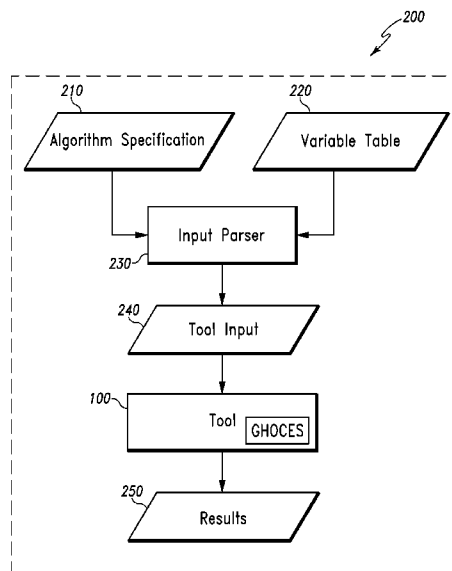 200
210
220
Algorithm Specification
Variable Table
Input Parser
230
240
Tool Input
100
Tool
GHOCES
250
Results